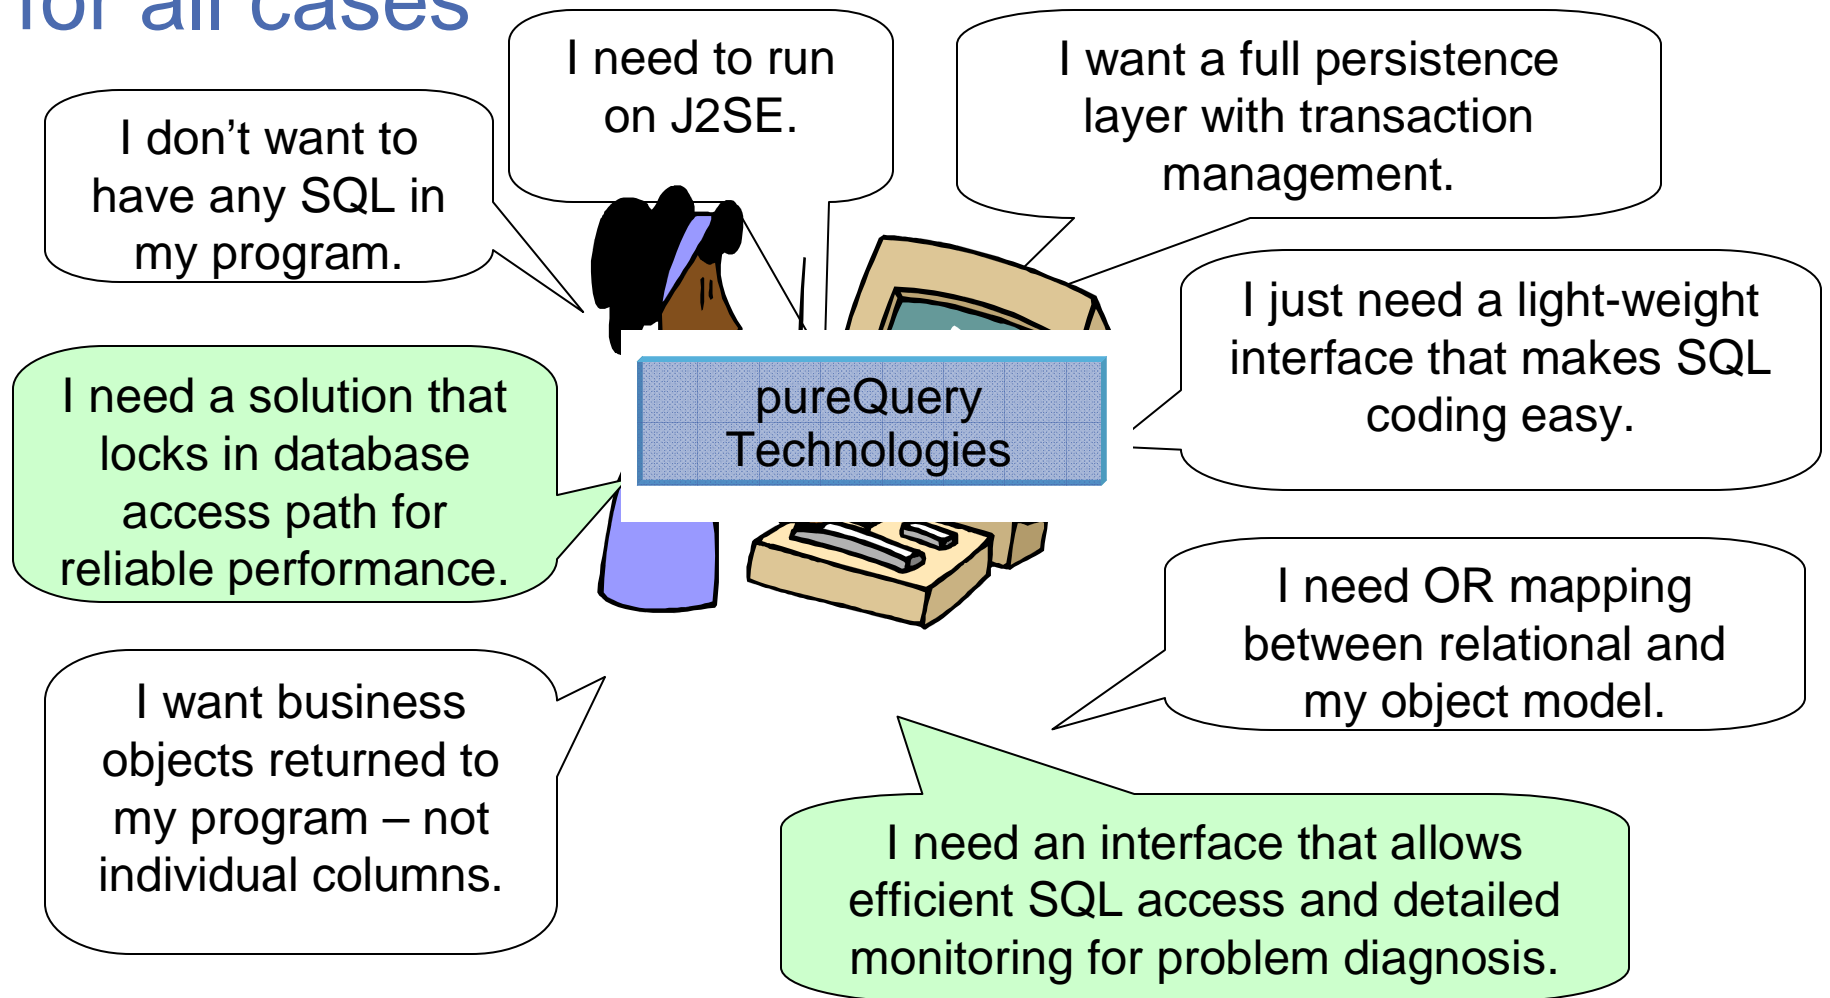 for all cases
I need to run
on J2SE.
I want a full persistence
layer with transaction
management.
I don’t want to
have any SQL in
my program.
I just need a light-weight
interface that makes SQL
coding easy.
I need a solution that
locks in database
access path for
reliable performance.
pureQuery
Technologies
I need OR mapping
between relational and
my object model.
I want business
objects returned to
my program – not
individual columns.
I need an interface that allows
efficient SQL access and detailed
monitoring for problem diagnosis.